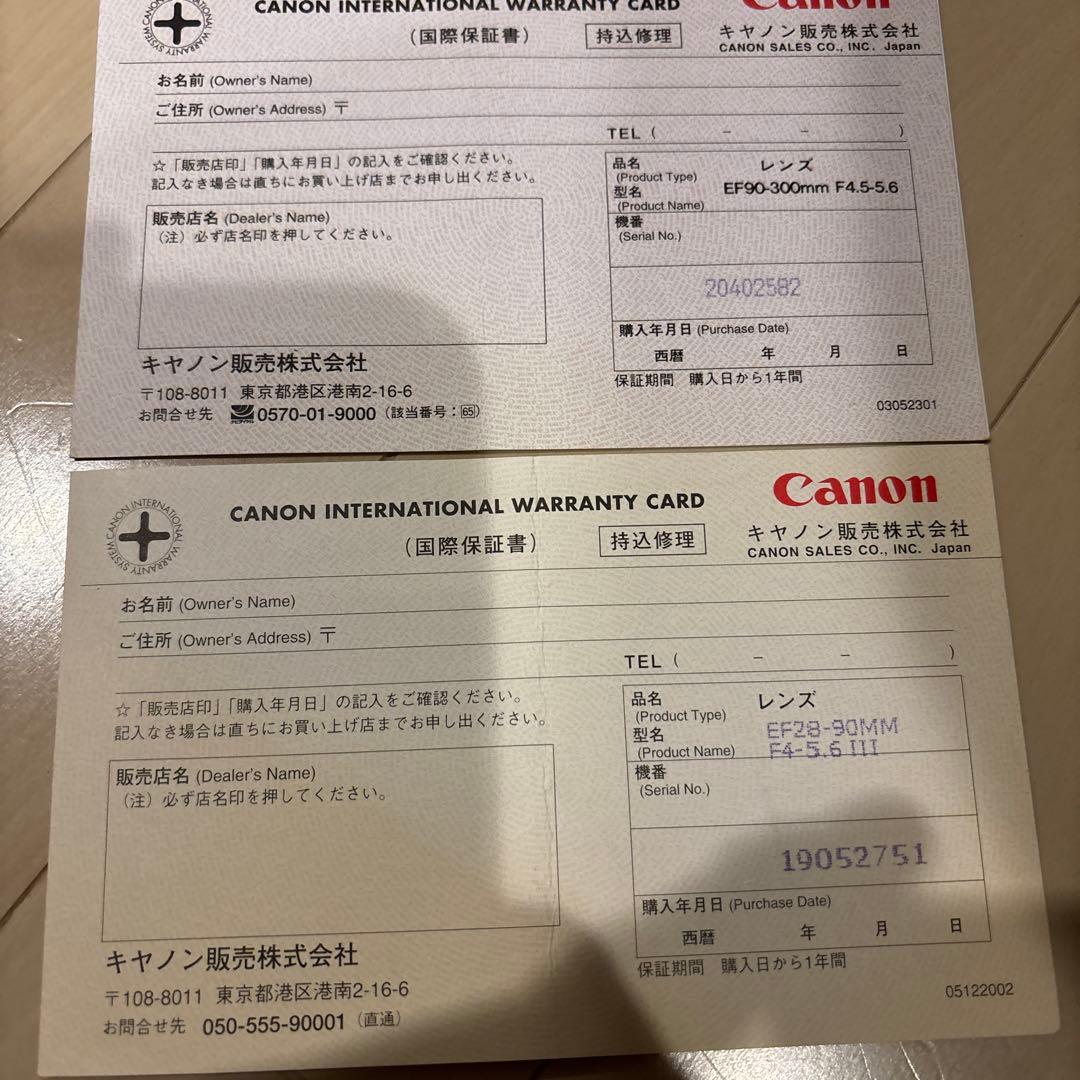 CANON INTERNATIONAL WARRANTY CARD
Canon
CANON INTERNATIONAL WARRANTY SYSTEM
(国際保証書)
持込修理
キヤノン販売株式会社
CANON SALES CO., INC. Japan
お名前 (Owner's Name)
ご住所 (Owner's Address) 〒
TEL ( - - )
☆「販売店印」「購入年月日」の記入をご確認ください。
記入なき場合は直ちにお買い上げ店までお申し出ください。
販売店名 (Dealer's Name)
(注) 必ず店名印を押してください。
品名
(Product Type)
レンズ
型名
(Product Name)
EF90-300mm F4.5-5.6
機番
(Serial No.)
20402582
購入年月日 (Purchase Date)
西暦 年 月 日
保証期間 購入日から1年間
キヤノン販売株式会社
〒108-8011 東京都港区港南2-16-6
お問合せ先 0570-01-9000 (該当番号:65)
03052301
CANON INTERNATIONAL WARRANTY SYSTEM
CANON INTERNATIONAL WARRANTY CARD
Canon
(国際保証書)
持込修理
キヤノン販売株式会社
CANON SALES CO., INC. Japan
お名前 (Owner's Name)
ご住所 (Owner's Address) 〒
TEL ( - - )
☆「販売店印」「購入年月日」の記入をご確認ください。
記入なき場合は直ちにお買い上げ店までお申し出ください。
販売店名 (Dealer's Name)
(注) 必ず店名印を押してください。
品名
(Product Type)
レンズ
型名
(Product Name)
EF28-90MM
F4-5.6 III
機番
(Serial No.)
19052751
購入年月日 (Purchase Date)
西暦 年 月 日
保証期間 購入日から1年間
キヤノン販売株式会社
〒108-8011 東京都港区港南2-16-6
お問合せ先 050-555-90001 (直通)
05122002